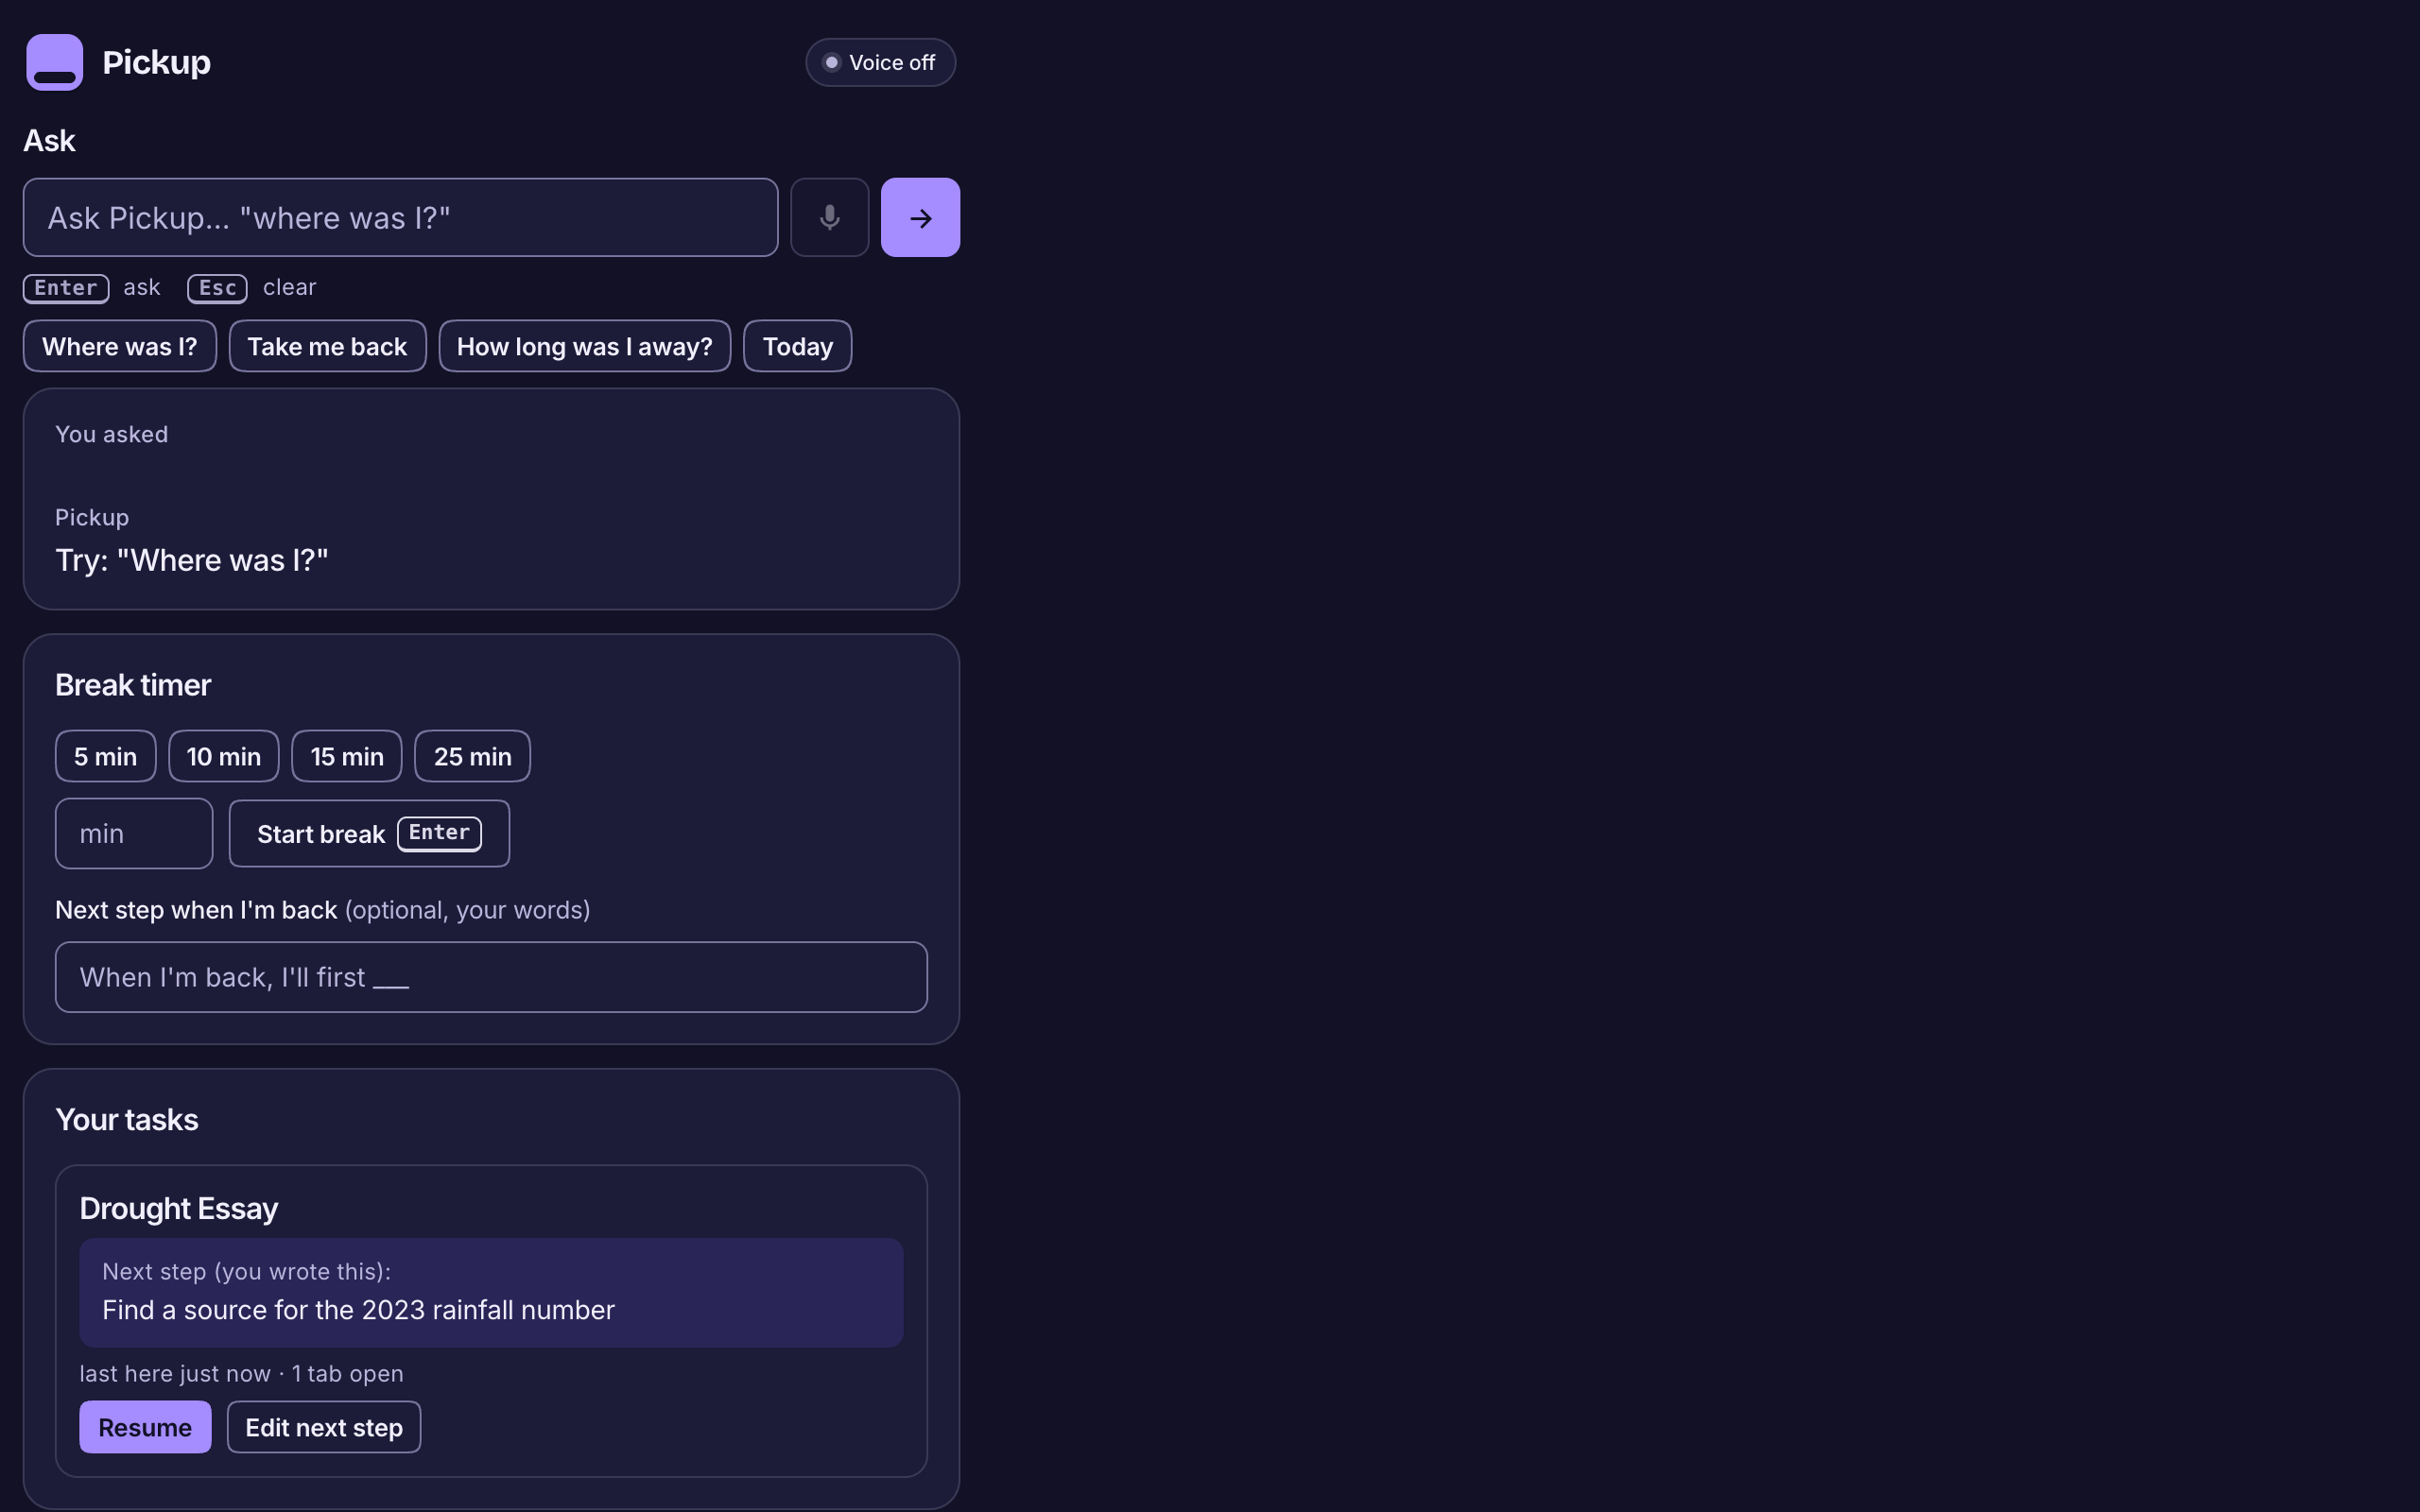 Pickup
Voice off
Ask
Ask Pickup... "where was I?"
Enter ask Esc clear
Where was I? Take me back How long was I away? Today
You asked
Pickup
Try: "Where was I?"
Break timer
5 min 10 min 15 min 25 min
min Start break Enter
Next step when I'm back (optional, your words)
When I'm back, I'll first ___
Your tasks
Drought Essay
Next step (you wrote this):
Find a source for the 2023 rainfall number
last here just now · 1 tab open
Resume Edit next step